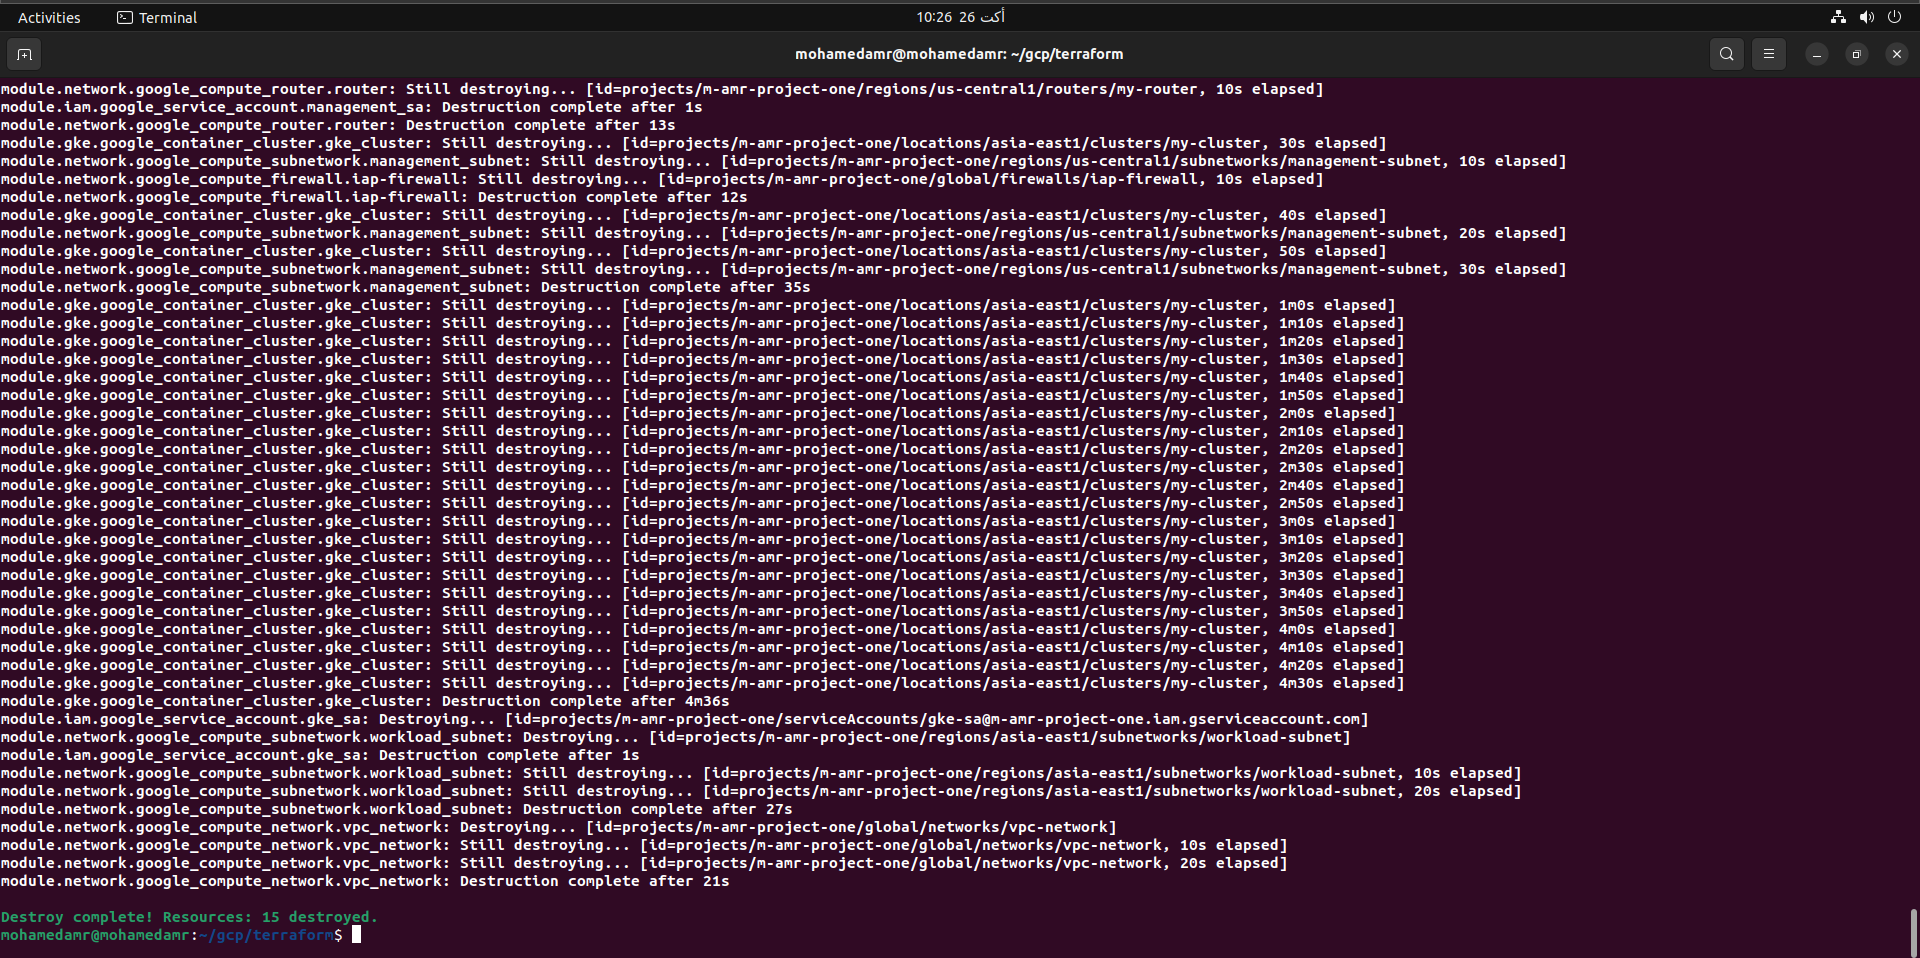 Activities
Terminal
10:26 26 أكت
mohamedamr@mohamedamr: ~/gcp/terraform
module.network.google_compute_router.router: Still destroying... [id=projects/m-amr-project-one/regions/us-central1/routers/my-router, 10s elapsed]
module.iam.google_service_account.management_sa: Destruction complete after 1s
module.network.google_compute_router.router: Destruction complete after 13s
module.gke.google_container_cluster.gke_cluster: Still destroying... [id=projects/m-amr-project-one/locations/asia-east1/clusters/my-cluster, 30s elapsed]
module.network.google_compute_subnetwork.management_subnet: Still destroying... [id=projects/m-amr-project-one/regions/us-central1/subnetworks/management-subnet, 10s elapsed]
module.network.google_compute_firewall.iap-firewall: Still destroying... [id=projects/m-amr-project-one/global/firewalls/iap-firewall, 10s elapsed]
module.network.google_compute_firewall.iap-firewall: Destruction complete after 12s
module.gke.google_container_cluster.gke_cluster: Still destroying... [id=projects/m-amr-project-one/locations/asia-east1/clusters/my-cluster, 40s elapsed]
module.network.google_compute_subnetwork.management_subnet: Still destroying... [id=projects/m-amr-project-one/regions/us-central1/subnetworks/management-subnet, 20s elapsed]
module.gke.google_container_cluster.gke_cluster: Still destroying... [id=projects/m-amr-project-one/locations/asia-east1/clusters/my-cluster, 50s elapsed]
module.network.google_compute_subnetwork.management_subnet: Still destroying... [id=projects/m-amr-project-one/regions/us-central1/subnetworks/management-subnet, 30s elapsed]
module.network.google_compute_subnetwork.management_subnet: Destruction complete after 35s
module.gke.google_container_cluster.gke_cluster: Still destroying... [id=projects/m-amr-project-one/locations/asia-east1/clusters/my-cluster, 1m0s elapsed]
module.gke.google_container_cluster.gke_cluster: Still destroying... [id=projects/m-amr-project-one/locations/asia-east1/clusters/my-cluster, 1m10s elapsed]
module.gke.google_container_cluster.gke_cluster: Still destroying... [id=projects/m-amr-project-one/locations/asia-east1/clusters/my-cluster, 1m20s elapsed]
module.gke.google_container_cluster.gke_cluster: Still destroying... [id=projects/m-amr-project-one/locations/asia-east1/clusters/my-cluster, 1m30s elapsed]
module.gke.google_container_cluster.gke_cluster: Still destroying... [id=projects/m-amr-project-one/locations/asia-east1/clusters/my-cluster, 1m40s elapsed]
module.gke.google_container_cluster.gke_cluster: Still destroying... [id=projects/m-amr-project-one/locations/asia-east1/clusters/my-cluster, 1m50s elapsed]
module.gke.google_container_cluster.gke_cluster: Still destroying... [id=projects/m-amr-project-one/locations/asia-east1/clusters/my-cluster, 2m0s elapsed]
module.gke.google_container_cluster.gke_cluster: Still destroying... [id=projects/m-amr-project-one/locations/asia-east1/clusters/my-cluster, 2m10s elapsed]
module.gke.google_container_cluster.gke_cluster: Still destroying... [id=projects/m-amr-project-one/locations/asia-east1/clusters/my-cluster, 2m20s elapsed]
module.gke.google_container_cluster.gke_cluster: Still destroying... [id=projects/m-amr-project-one/locations/asia-east1/clusters/my-cluster, 2m30s elapsed]
module.gke.google_container_cluster.gke_cluster: Still destroying... [id=projects/m-amr-project-one/locations/asia-east1/clusters/my-cluster, 2m40s elapsed]
module.gke.google_container_cluster.gke_cluster: Still destroying... [id=projects/m-amr-project-one/locations/asia-east1/clusters/my-cluster, 2m50s elapsed]
module.gke.google_container_cluster.gke_cluster: Still destroying... [id=projects/m-amr-project-one/locations/asia-east1/clusters/my-cluster, 3m0s elapsed]
module.gke.google_container_cluster.gke_cluster: Still destroying... [id=projects/m-amr-project-one/locations/asia-east1/clusters/my-cluster, 3m10s elapsed]
module.gke.google_container_cluster.gke_cluster: Still destroying... [id=projects/m-amr-project-one/locations/asia-east1/clusters/my-cluster, 3m20s elapsed]
module.gke.google_container_cluster.gke_cluster: Still destroying... [id=projects/m-amr-project-one/locations/asia-east1/clusters/my-cluster, 3m30s elapsed]
module.gke.google_container_cluster.gke_cluster: Still destroying... [id=projects/m-amr-project-one/locations/asia-east1/clusters/my-cluster, 3m40s elapsed]
module.gke.google_container_cluster.gke_cluster: Still destroying... [id=projects/m-amr-project-one/locations/asia-east1/clusters/my-cluster, 3m50s elapsed]
module.gke.google_container_cluster.gke_cluster: Still destroying... [id=projects/m-amr-project-one/locations/asia-east1/clusters/my-cluster, 4m0s elapsed]
module.gke.google_container_cluster.gke_cluster: Still destroying... [id=projects/m-amr-project-one/locations/asia-east1/clusters/my-cluster, 4m10s elapsed]
module.gke.google_container_cluster.gke_cluster: Still destroying... [id=projects/m-amr-project-one/locations/asia-east1/clusters/my-cluster, 4m20s elapsed]
module.gke.google_container_cluster.gke_cluster: Still destroying... [id=projects/m-amr-project-one/locations/asia-east1/clusters/my-cluster, 4m30s elapsed]
module.gke.google_container_cluster.gke_cluster: Destruction complete after 4m36s
module.iam.google_service_account.gke_sa: Destroying... [id=projects/m-amr-project-one/serviceAccounts/gke-sa@m-amr-project-one.iam.gserviceaccount.com]
module.network.google_compute_subnetwork.workload_subnet: Destroying... [id=projects/m-amr-project-one/regions/asia-east1/subnetworks/workload-subnet]
module.iam.google_service_account.gke_sa: Destruction complete after 1s
module.network.google_compute_subnetwork.workload_subnet: Still destroying... [id=projects/m-amr-project-one/regions/asia-east1/subnetworks/workload-subnet, 10s elapsed]
module.network.google_compute_subnetwork.workload_subnet: Still destroying... [id=projects/m-amr-project-one/regions/asia-east1/subnetworks/workload-subnet, 20s elapsed]
module.network.google_compute_subnetwork.workload_subnet: Destruction complete after 27s
module.network.google_compute_network.vpc_network: Destroying... [id=projects/m-amr-project-one/global/networks/vpc-network]
module.network.google_compute_network.vpc_network: Still destroying... [id=projects/m-amr-project-one/global/networks/vpc-network, 10s elapsed]
module.network.google_compute_network.vpc_network: Still destroying... [id=projects/m-amr-project-one/global/networks/vpc-network, 20s elapsed]
module.network.google_compute_network.vpc_network: Destruction complete after 21s
Destroy complete! Resources: 15 destroyed.
mohamedamr@mohamedamr:~/gcp/terraform$